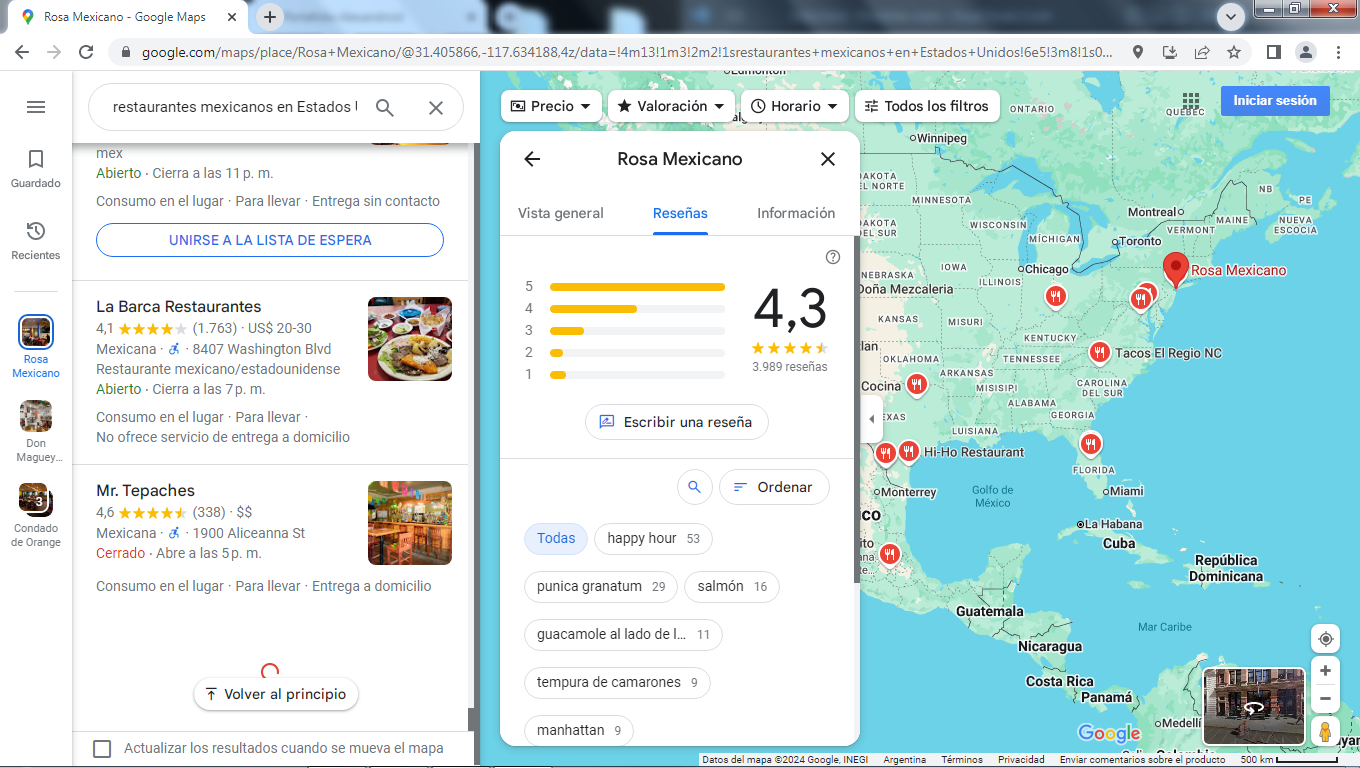 Rosa Mexicano - Google Maps
google.com/maps/place/Rosa+Mexicano/@31.405866,-117.634188,4z/data=!4m13!1m3!2m2!1srestaurantes+mexicanos+en+Estados+Unidos!6e5!3m8!1s0...
restaurantes mexicanos en Estados U
Guardado
Recientes
Rosa
Mexicano
Don
Maguey...
3
Condado
de Orange
mex
Abierto · Cierra a las 11 p. m.
Consumo en el lugar · Para llevar · Entrega sin contacto
UNIRSE A LA LISTA DE ESPERA
La Barca Restaurantes
4,1 (1.763) · US$ 20-30
Mexicana · 8407 Washington Blvd
Restaurante mexicano/estadounidense
Abierto · Cierra a las 7 p. m.
Consumo en el lugar · Para llevar ·
No ofrece servicio de entrega a domicilio
Mr. Tepaches
4,6 (338) · $$
Mexicana · 1900 Aliceanna St
Cerrado · Abre a las 5 p. m.
Consumo en el lugar · Para llevar · Entrega a domicilio
Volver al principio
Actualizar los resultados cuando se mueva el mapa
Precio
Valoración
Horario
Todos los filtros
Iniciar sesión
Rosa Mexicano
Vista general
Reseñas
Información
5
4
3
2
1
4,3
3.989 reseñas
Escribir una reseña
Ordenar
Todas
happy hour 53
punica granatum 29
salmón 16
guacamole al lado de l... 11
tempura de camarones 9
manhattan 9
Edmonton
ONTARIO
QUEBEC
Winnipeg
DAKOTA
DEL NORTE
MINNESOTA
NB
PE
Montreal
MAINE
NUEVA
ESCOCIA
VERMONT
DAKOTA
DEL SUR
WISCONSIN
MÍCHIGAN
Toronto
Rosa Mexicano
NEBRASKA
IOWA
Chicago
ILLINOIS
Doña Mezcaleria
KANSAS
MISURI
KENTUCKY
Tacos El Regio NC
OKLAHOMA
TENNESSEE
ARKANSAS
CAROLINA
DEL SUR
Cocina
MISISIPI
ALABAMA
GEORGIA
LUISIANA
Hi-Ho Restaurant
FLORIDA
Monterrey
Golfo de
México
Miami
La Habana
Cuba
República
Dominicana
Guatemala
Mar Caribe
Nicaragua
Costa Rica
Panamá
Medellín
Google
Datos del mapa ©2024 Google, INEGI
Argentina
Términos
Privacidad
Enviar comentarios sobre el producto
500 km